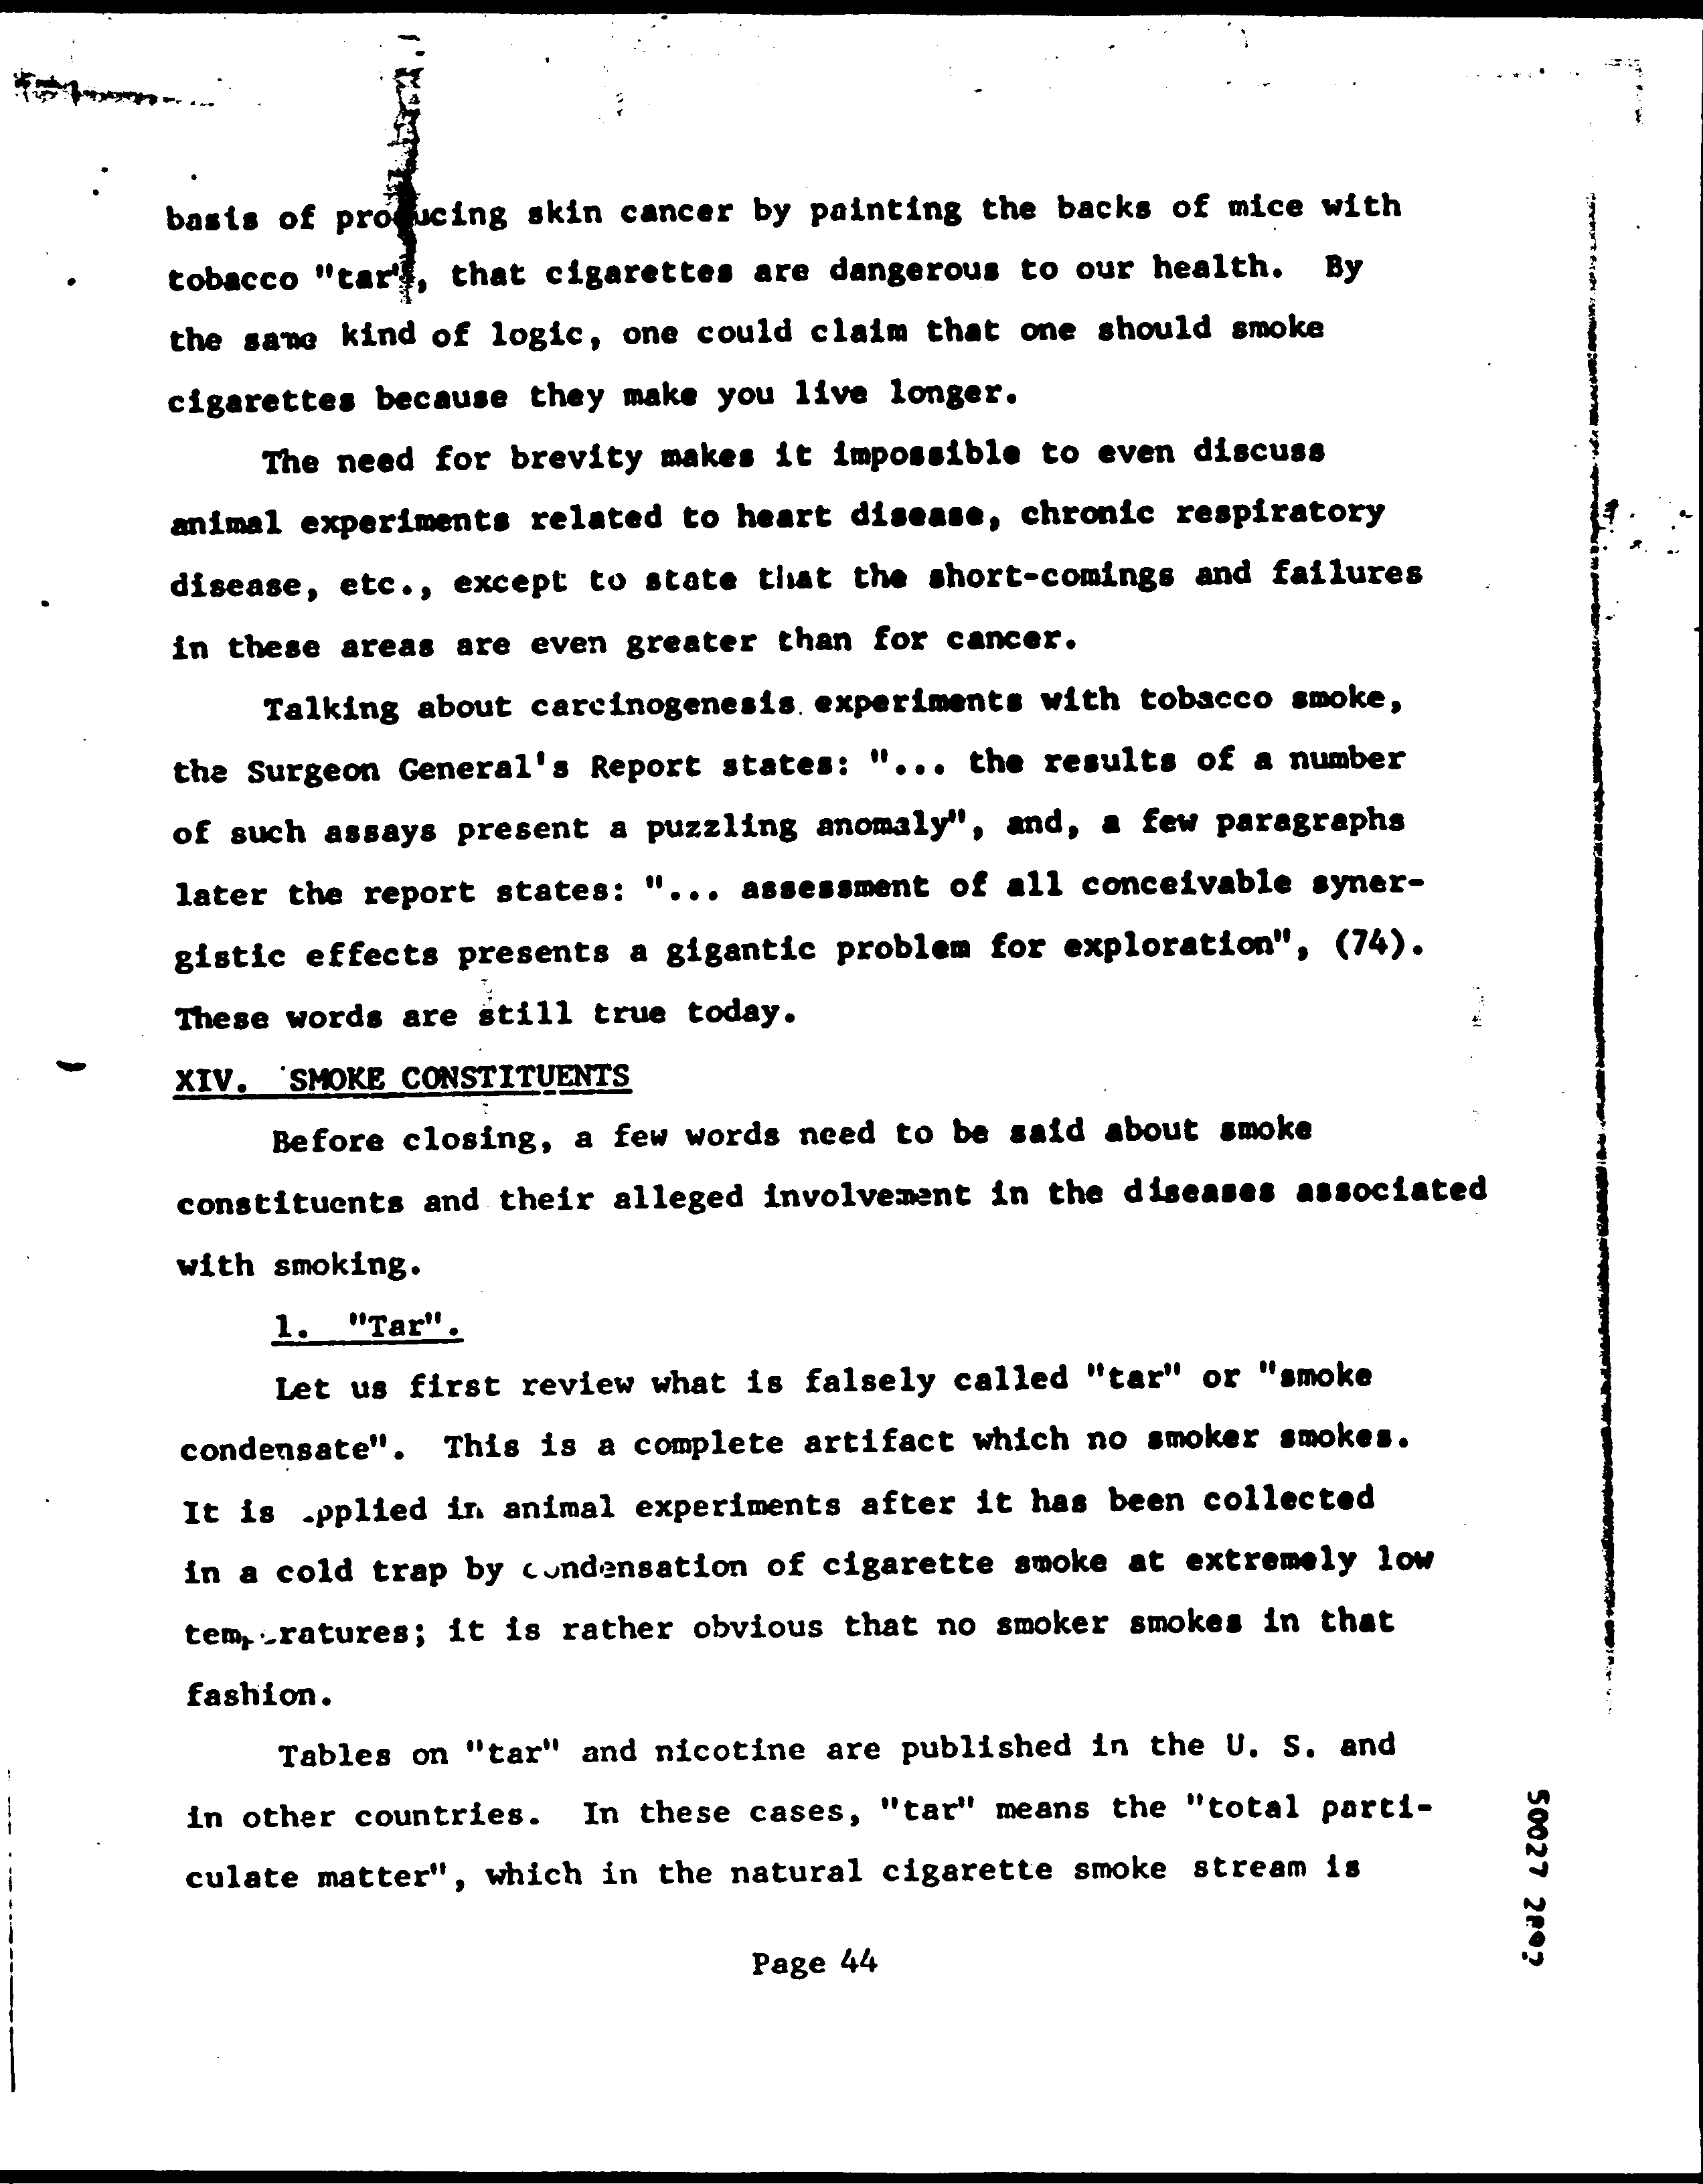 basis of producing skin cancer by painting the backs of mice with
tobacco "tar", that cigarettes are dangerous to our health.  By
the same kind of logic, one could claim that one should smoke
cigarettes because they make you live longer.
The need for brevity makes it impossible to even discuss
animal experiments related to heart disease, chronic respiratory
disease, etc., except to state that the short-comings and failures
in these areas are even greater than for cancer.
Talking about carcinogenesis experiments with tobacco smoke,
the Surgeon General's Report states: "... the results of a number
of such assays present a puzzling anomaly", and, a few paragraphs
later the report states: "... assessment of all conceivable syner-
gistic effects presents a gigantic problem for exploration", (74).
These words are still true today.
XIV. SMOKE CONSTITUENTS
Before closing, a few words need to be said about smoke
constituents and their alleged involvement in the diseases associated
with smoking.
1. "Tar".
Let us first review what is falsely called "tar" or "smoke
condensate". This is a complete artifact which no smoker smokes.
It is applied in animal experiments after it has been collected
in a cold trap by condensation of cigarette smoke at extremely low
temperatures; it is rather obvious that no smoker smokes in that
fashion.
Tables on "tar" and nicotine are published in the U. S. and
in other countries. In these cases, "tar" means the "total parti-
culate matter", which in the natural cigarette smoke stream is
Page 44
50027